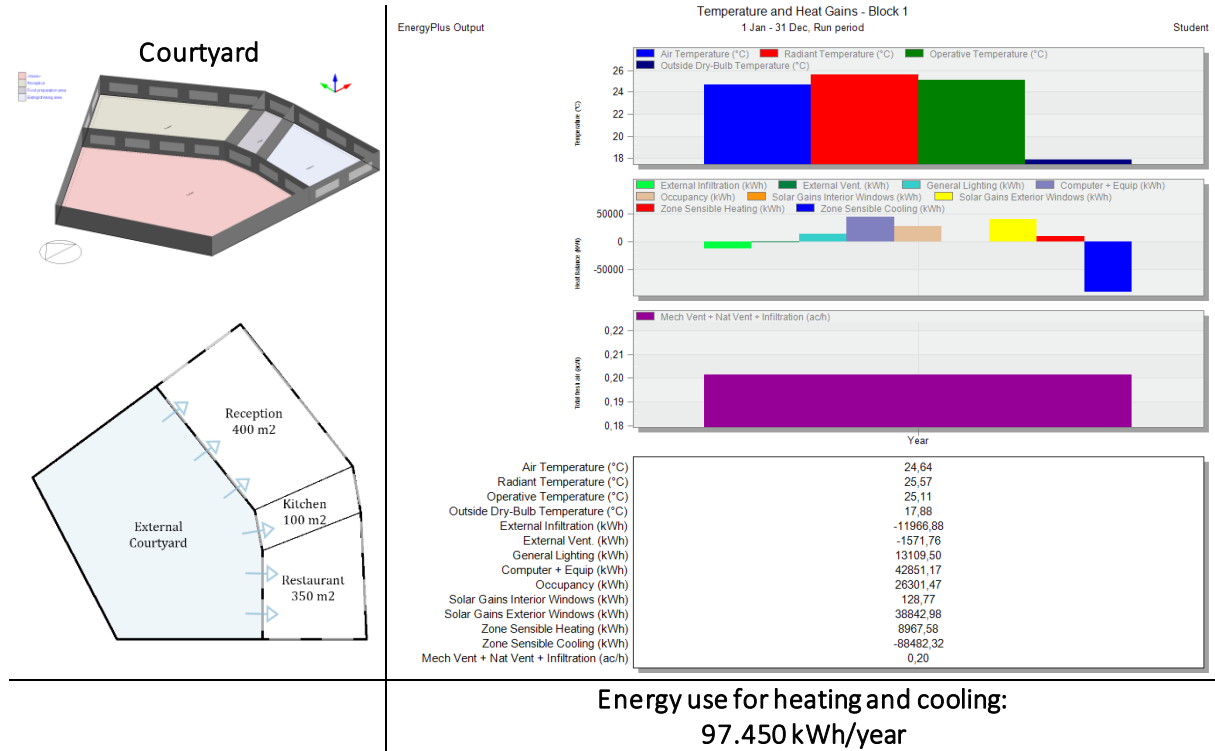 Courtyard
Reception
400 m2
Kitchen
100 m2
External
Courtyard
Restaurant
350 m2
Temperature and Heat Gains - Block 1
EnergyPlus Output
1 Jan - 31 Dec, Run period
Student
Air Temperature (°C)
Radiant Temperature (°C)
Operative Temperature (°C)
Outside Dry-Bulb Temperature (°C)
Temperature (°C)
26
24
22
20
18
External Infiltration (kWh)
External Vent. (kWh)
General Lighting (kWh)
Computer + Equip (kWh)
Occupancy (kWh)
Solar Gains Interior Windows (kWh)
Solar Gains Exterior Windows (kWh)
Zone Sensible Heating (kWh)
Zone Sensible Cooling (kWh)
Heat Balance (kWh)
50000
0
-50000
Mech Vent + Nat Vent + Infiltration (ac/h)
Total fresh air (ac/h)
0,22
0,21
0,20
0,19
0,18
Year
Air Temperature (°C) 24,64
Radiant Temperature (°C) 25,57
Operative Temperature (°C) 25,11
Outside Dry-Bulb Temperature (°C) 17,88
External Infiltration (kWh) -11966,88
External Vent. (kWh) -1571,76
General Lighting (kWh) 13109,50
Computer + Equip (kWh) 42851,17
Occupancy (kWh) 26301,47
Solar Gains Interior Windows (kWh) 128,77
Solar Gains Exterior Windows (kWh) 38842,98
Zone Sensible Heating (kWh) 8967,58
Zone Sensible Cooling (kWh) -88482,32
Mech Vent + Nat Vent + Infiltration (ac/h) 0,20
Energy use for heating and cooling:
97.450 kWh/year